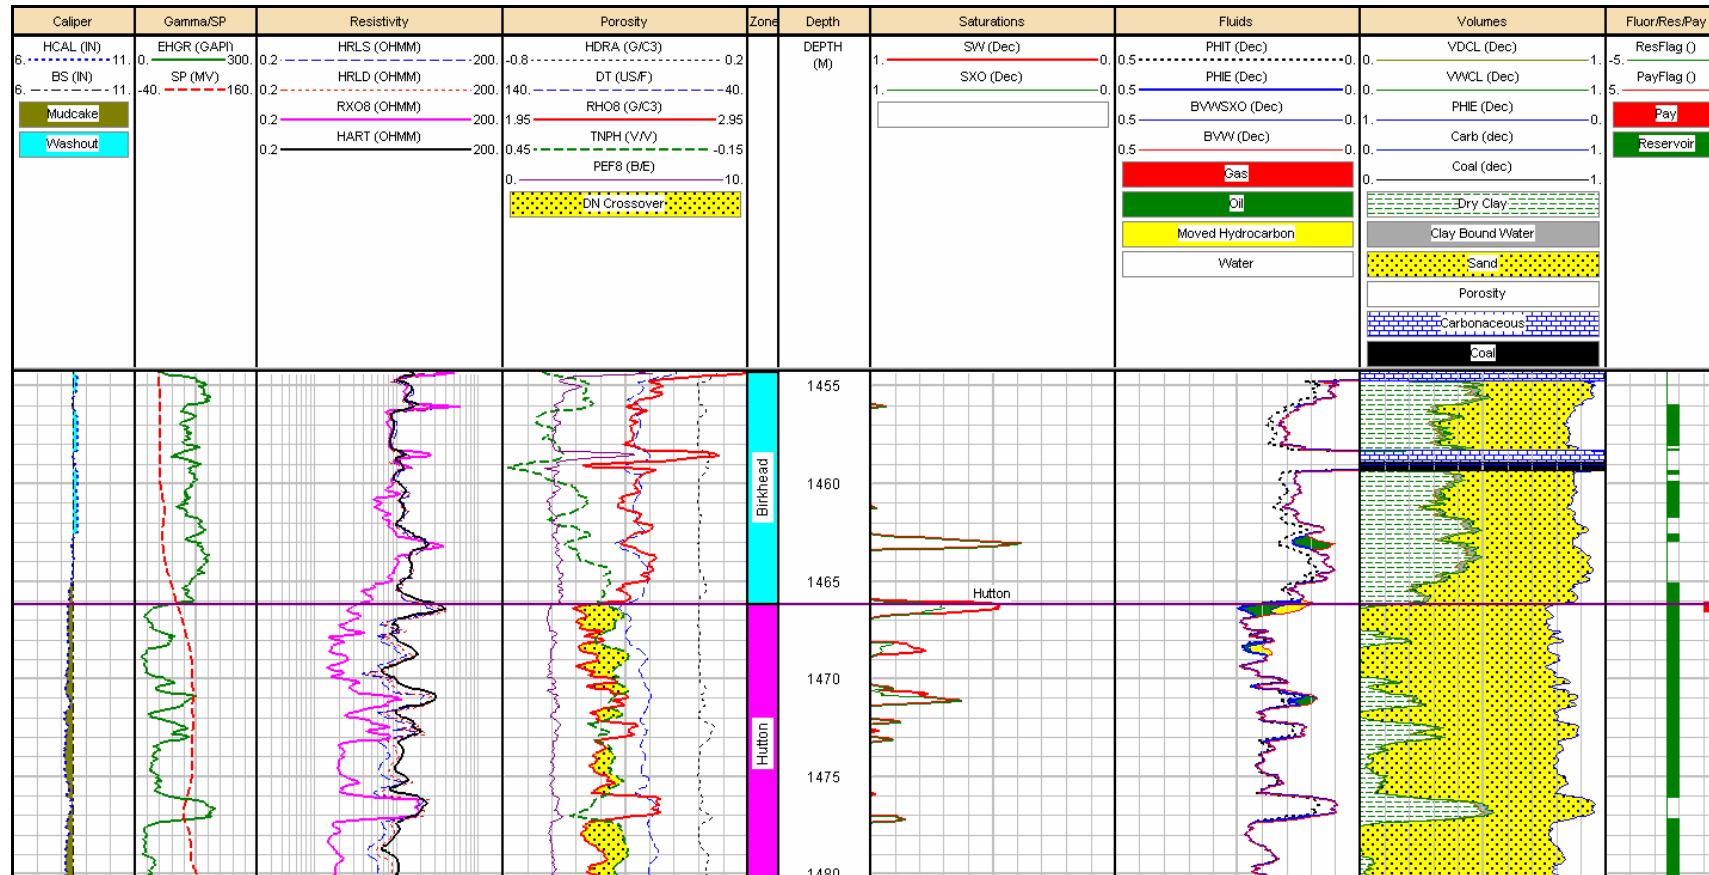 Caliper Gamma/SP Resistivity Porosity Zone Depth Saturations Fluids Volumes Fluor/Res/Pay
HCAL (IN)
6. 11.
BS (IN)
6. 11.
Mudcake
Washout
EHGR (GAPI)
0. 300.
SP (MV)
-40. 160.
HRLS (OHMM)
0.2 200.
HRLD (OHMM)
0.2 200.
RXO8 (OHMM)
0.2 200.
HART (OHMM)
0.2 200.
HDRA (G/C3)
-0.8 0.2
DT (US/F)
140. 40.
RHO8 (G/C3)
1.95 2.95
TNPH (V/V)
0.45 -0.15
PEF8 (B/E)
0. 10.
DN Crossover
DEPTH
(M)
SW (Dec)
1. 0.
SXO (Dec)
1. 0.
PHIT (Dec)
0.5 0.
PHIE (Dec)
0.5 0.
BVWSXO (Dec)
0.5 0.
BVW (Dec)
0.5 0.
Gas
Oil
Moved Hydrocarbon
Water
VDCL (Dec)
0. 1.
VWCL (Dec)
0. 1.
PHIE (Dec)
1. 0.
Carb (dec)
0. 1.
Coal (dec)
0. 1.
Dry Clay
Clay Bound Water
Sand
Porosity
Carbonaceous
Coal
ResFlag ()
-5.
PayFlag ()
5.
Pay
Reservoir
Birkhead
Hutton
1455
1460
1465
Hutton
1470
1475
1480